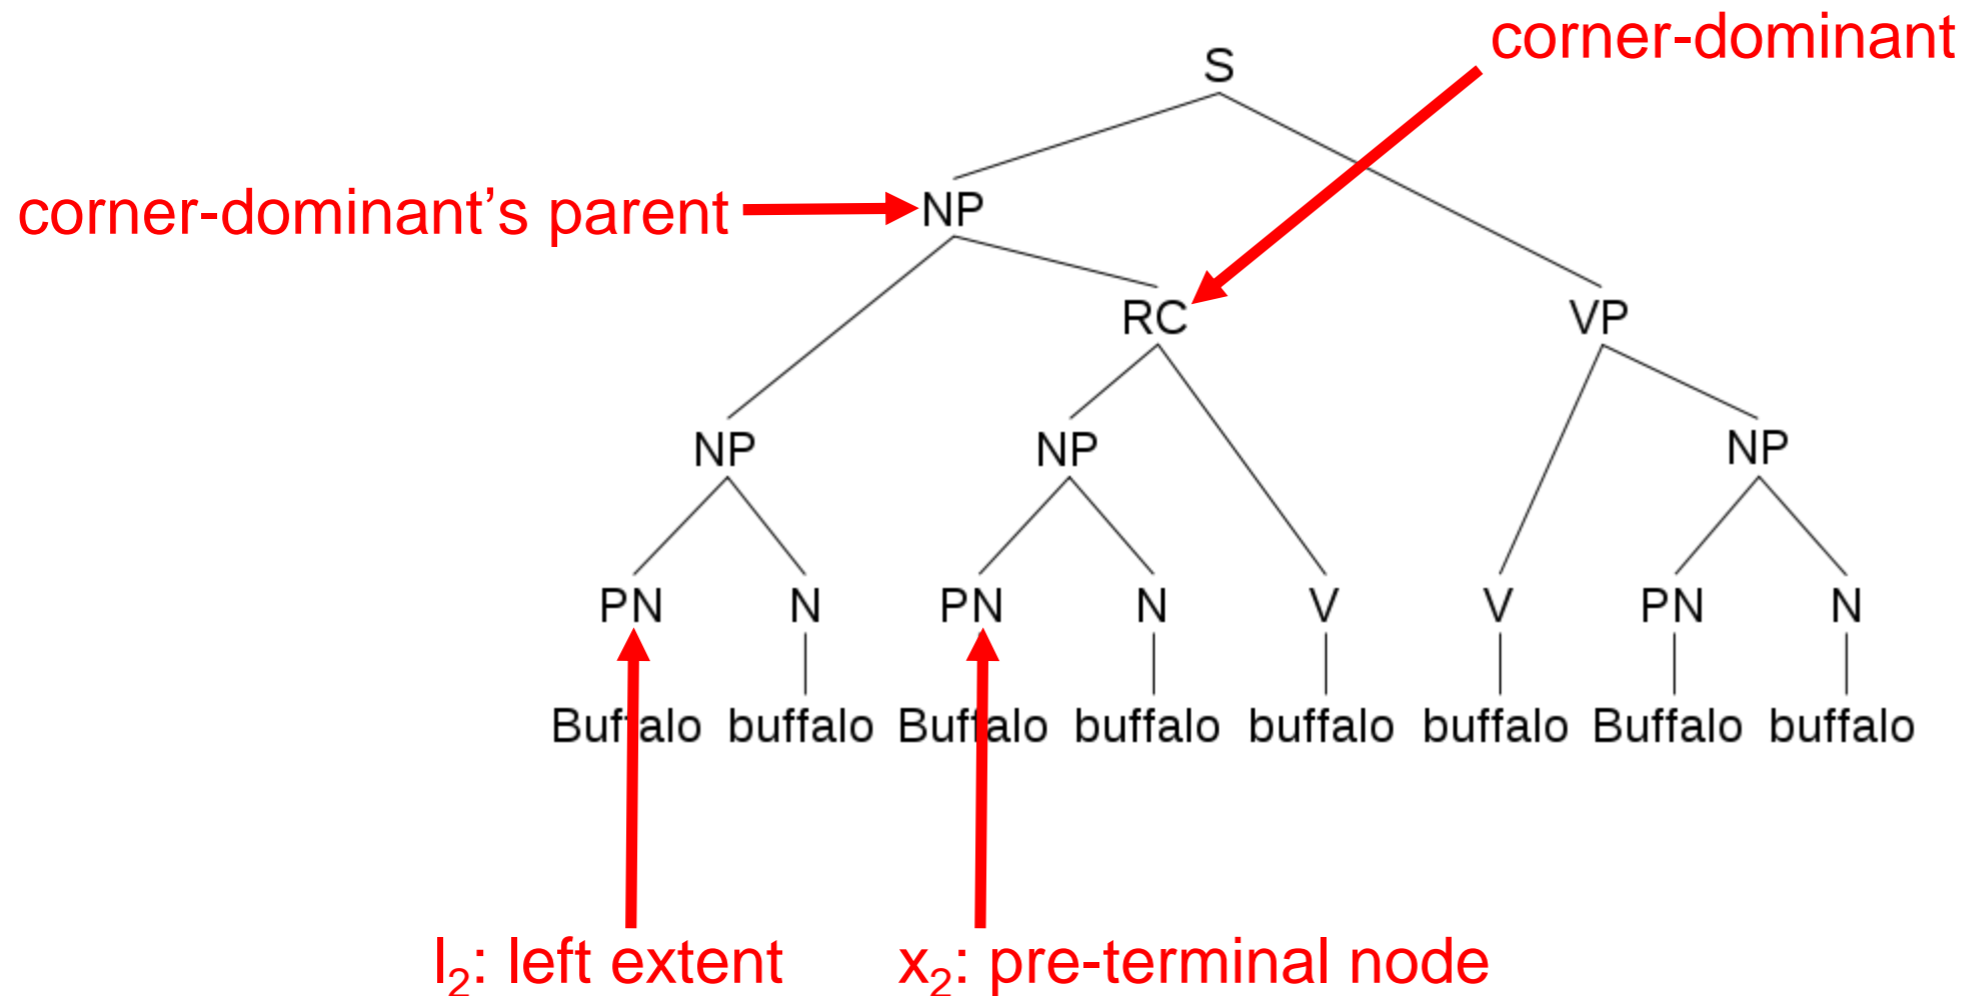 corner-dominant
S
corner-dominant’s parent NP
RC VP
NP NP NP
PN N PN N V V PN N
Buffalo buffalo Buffalo buffalo buffalo buffalo Buffalo buffalo
l₂: left extent x₂: pre-terminal node